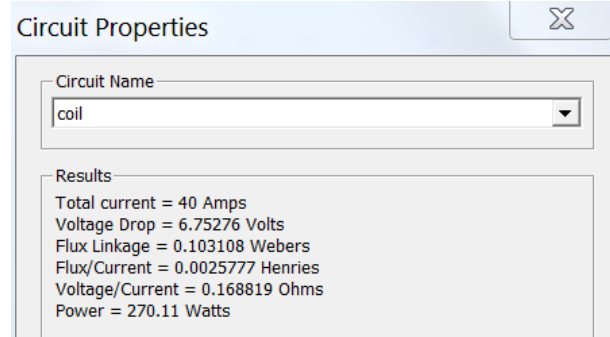 Circuit Properties
Circuit Name
coil
Results
Total current = 40 Amps
Voltage Drop = 6.75276 Volts
Flux Linkage = 0.103108 Webers
Flux/Current = 0.0025777 Henries
Voltage/Current = 0.168819 Ohms
Power = 270.11 Watts